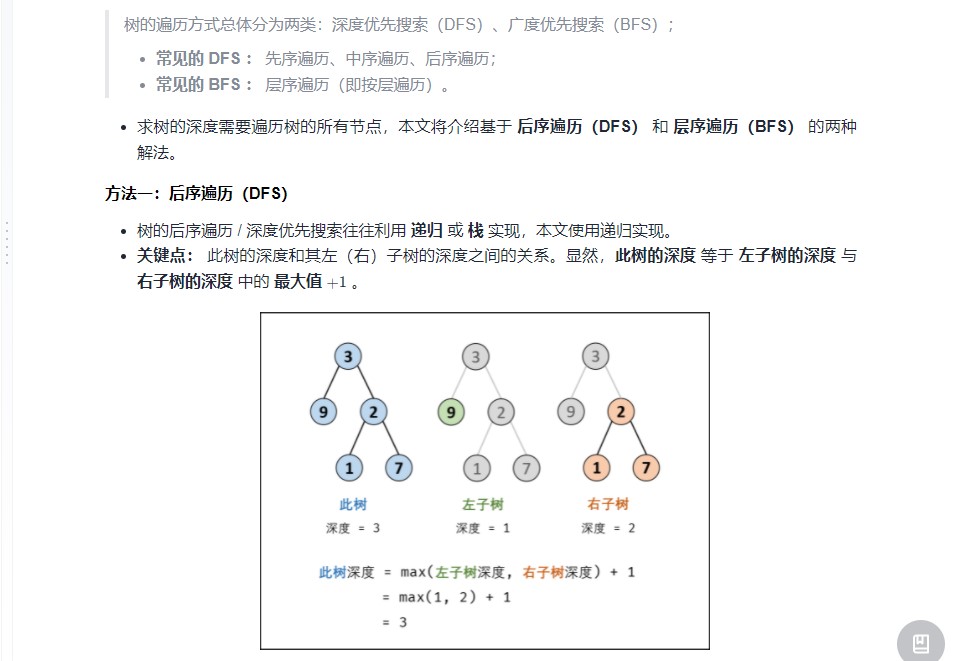 树的遍历方式总体分为两类：深度优先搜索（DFS）、广度优先搜索（BFS）；
• 常见的 DFS ： 先序遍历、中序遍历、后序遍历；
• 常见的 BFS ： 层序遍历（即按层遍历）。
• 求树的深度需要遍历树的所有节点，本文将介绍基于 后序遍历（DFS） 和 层序遍历（BFS） 的两种
解法。
方法一：后序遍历（DFS）
• 树的后序遍历 / 深度优先搜索往往利用 递归 或 栈 实现，本文使用递归实现。
• 关键点： 此树的深度和其左（右）子树的深度之间的关系。显然，此树的深度 等于 左子树的深度 与
右子树的深度 中的 最大值 +1 。
3 3 3
9 2 9 2 9 2
1 7 1 7 1 7
此树 左子树 右子树
深度 = 3 深度 = 1 深度 = 2
此树深度 = max(左子树深度, 右子树深度) + 1
= max(1, 2) + 1
= 3